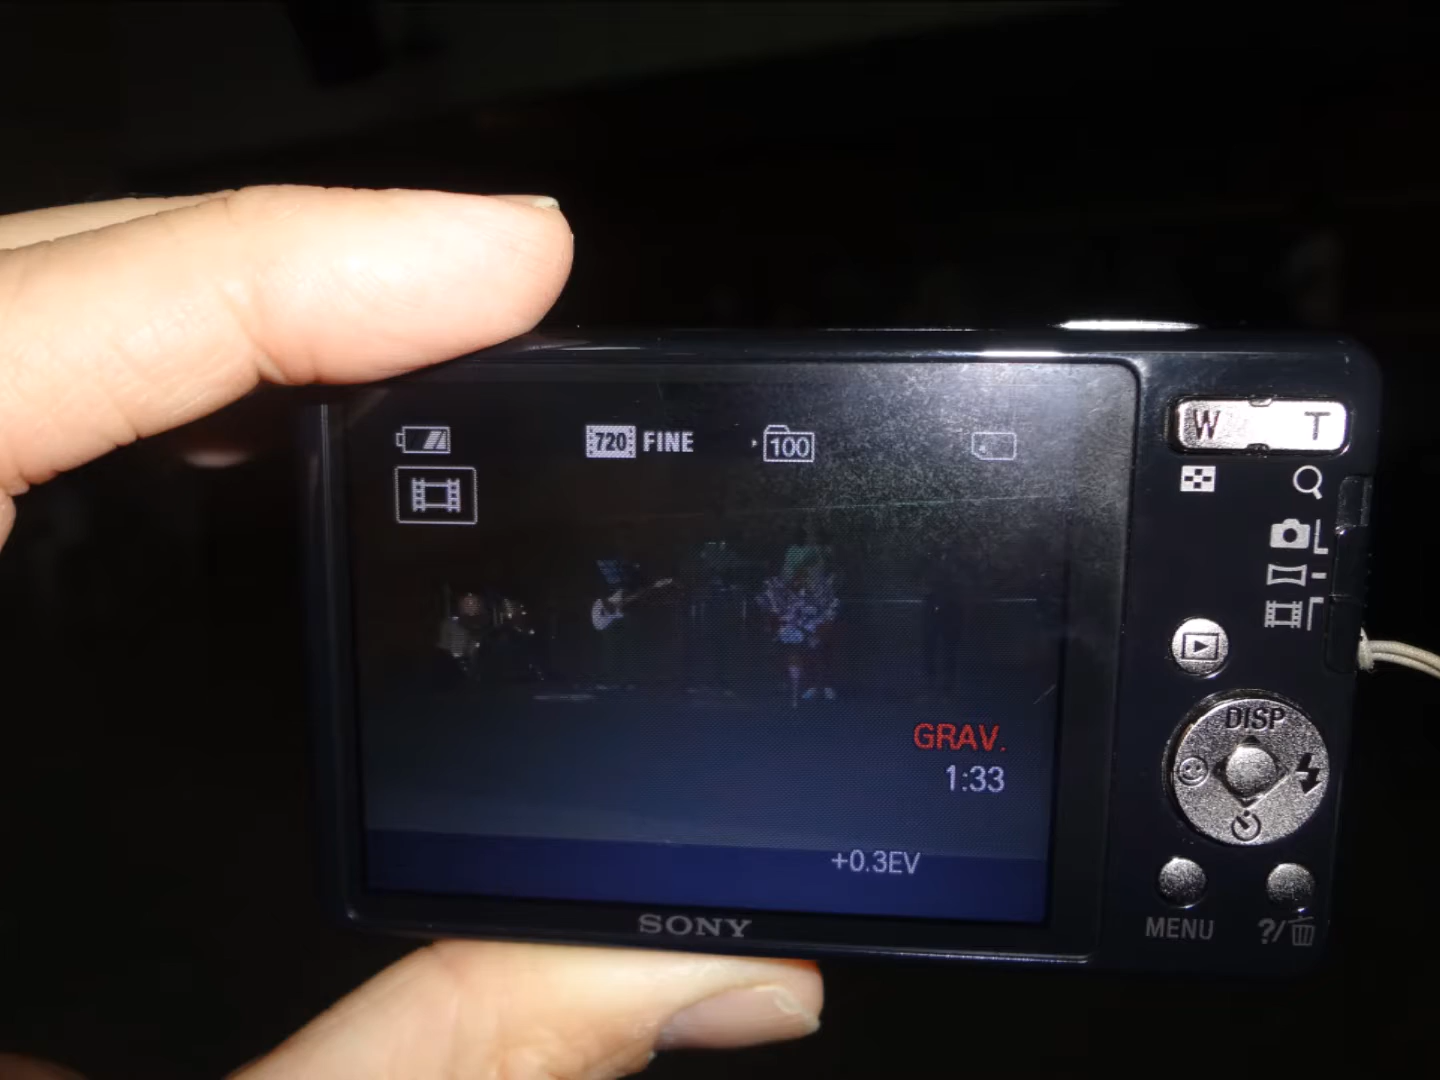 720 FINE 100
W T
DISP
GRAV.
1:33
+0.3EV
SONY
MENU ?/